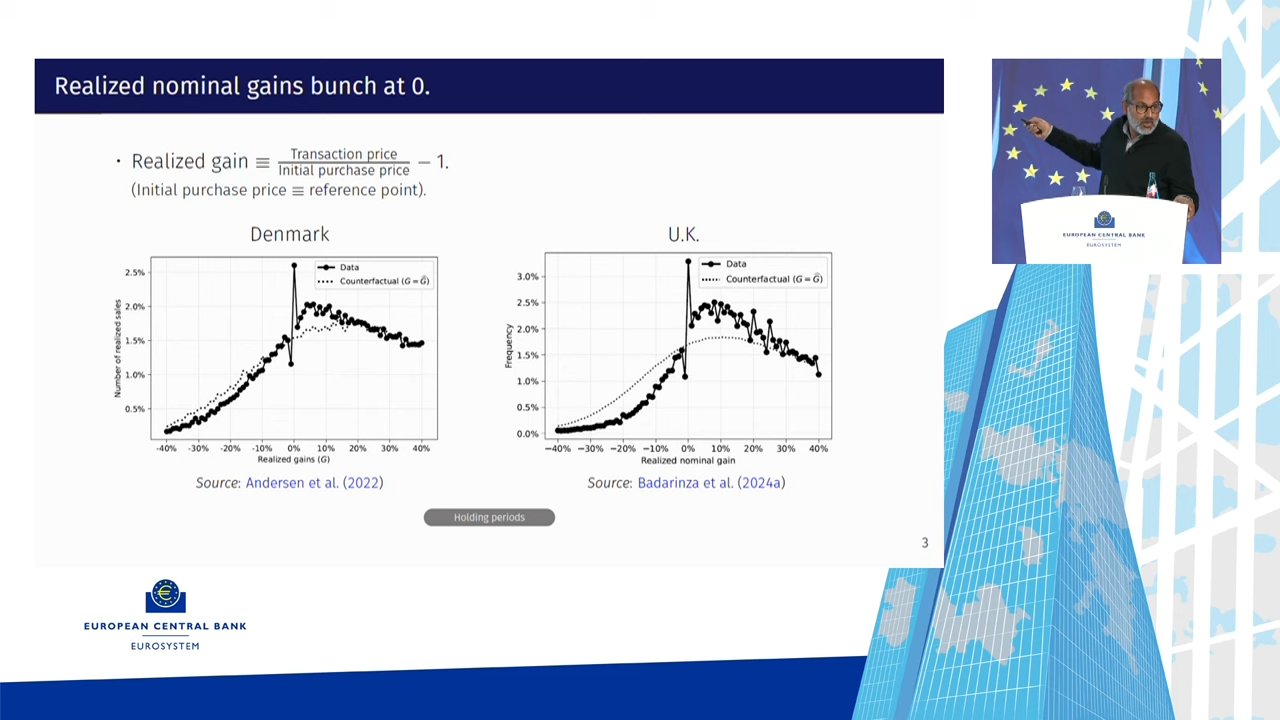 Realized nominal gains bunch at 0.
• Realized gain ≡ Transaction price / Initial purchase price − 1.
(Initial purchase price ≡ reference point).
Denmark
Data
Counterfactual (G = Ĝ)
Number of realized sales
2.5%
2.0%
1.5%
1.0%
0.5%
-40% -30% -20% -10% 0% 10% 20% 30% 40%
Realized gains (G)
Source: Andersen et al. (2022)
U.K.
Data
Counterfactual (G = Ĝ)
Frequency
3.0%
2.5%
2.0%
1.5%
1.0%
0.5%
0.0%
−40% −30% −20% −10% 0% 10% 20% 30% 40%
Realized nominal gain
Source: Badarinza et al. (2024a)
Holding periods
3
EUROPEAN CENTRAL BANK
EUROSYSTEM
EUROPEAN CENTRAL BANK
EUROSYSTEM